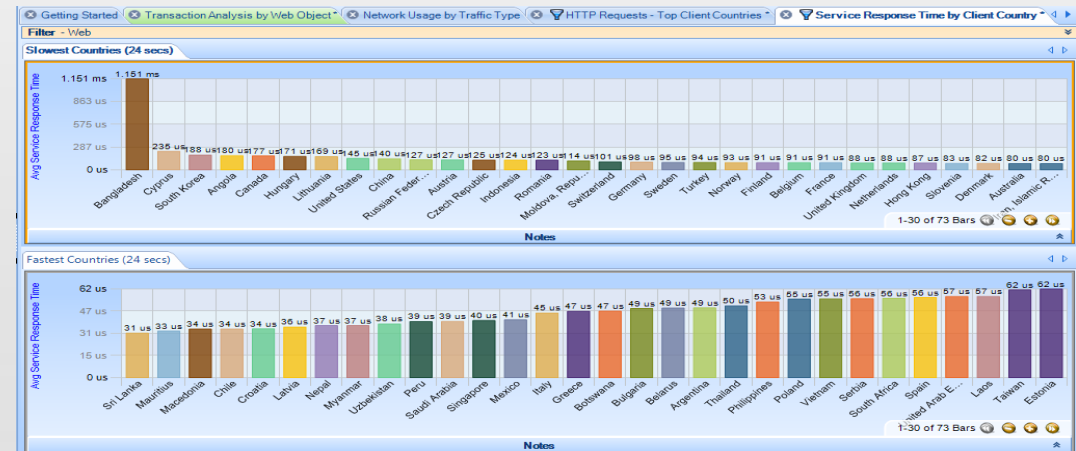 Getting Started Transaction Analysis by Web Object* Network Usage by Traffic Type HTTP Requests - Top Client Countries * Service Response Time by Client Country *
Filter - Web
Slowest Countries (24 secs)
Avg Service Response Time
1.151 ms
863 us
575 us
287 us
0 us
1.151 ms 235 us 188 us 180 us 177 us 171 us 169 us 145 us 140 us 127 us 127 us 125 us 124 us 123 us 114 us 101 us 98 us 95 us 94 us 93 us 91 us 91 us 91 us 88 us 88 us 87 us 83 us 82 us 80 us 80 us
Bangladesh Cyprus South Korea Angola Canada Hungary Lithuania United States China Russian Feder... Austria Czech Republic Indonesia Romania Moldova, Repu... Switzerland Germany Sweden Turkey Norway Finland Belgium France United Kingdom Netherlands Hong Kong Slovenia Denmark Australia Iran, Islamic R...
1-30 of 73 Bars
Notes
Fastest Countries (24 secs)
Avg Service Response Time
62 us
47 us
31 us
15 us
0 us
31 us 33 us 34 us 34 us 34 us 36 us 37 us 37 us 38 us 39 us 39 us 40 us 41 us 45 us 47 us 47 us 49 us 49 us 49 us 50 us 53 us 55 us 55 us 56 us 56 us 56 us 57 us 57 us 62 us 62 us
Sri Lanka Mauritius Macedonia Chile Croatia Latvia Nepal Myanmar Uzbekistan Peru Saudi Arabia Singapore Mexico Italy Greece Botswana Bulgaria Belarus Argentina Thailand Philippines Poland Vietnam Serbia South Africa Spain United Arab E... Laos Taiwan Estonia
1-30 of 73 Bars
Notes